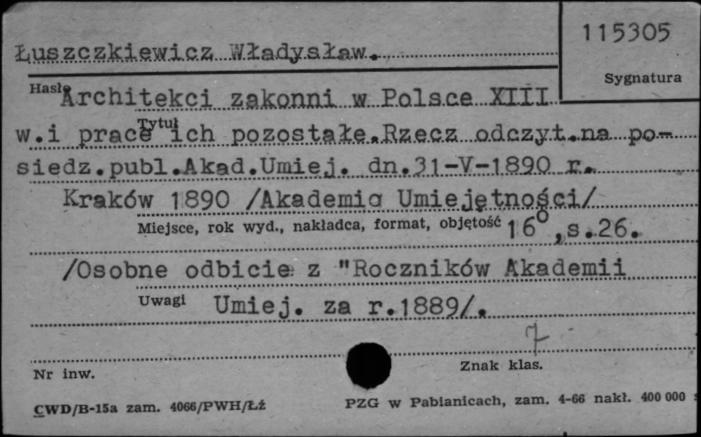 115305
Łuszczkiewicz Władysław.
Sygnatura
Hasło
Architekci zakonni w Polsce XIII
Tytuł
w.i prace ich pozostałe.Rzecz odczyt.na po-
siedz.publ.Akad.Umiej. dn.31-V-1890 r.
Kraków 1890 /Akademia Umiejętności/
Miejsce, rok wyd., nakładca, format, objętość 16°,s.26.
/Osobne odbicie z "Roczników Akademii
Uwagi Umiej. za r.1889/.
7
Nr inw.
Znak klas.
CWD/B-15a zam. 4066/PWH/Łż
PZG w Pabianicach, zam. 4-66 nakł. 400 000